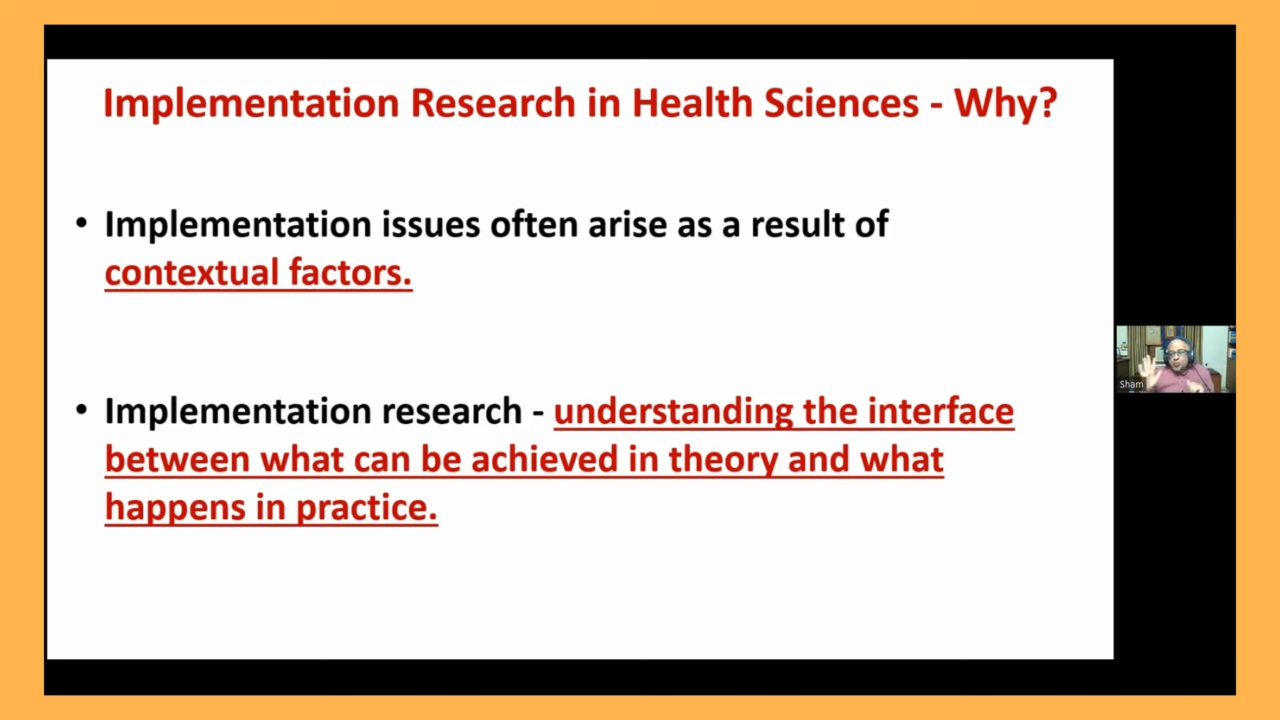 Implementation Research in Health Sciences - Why?
• Implementation issues often arise as a result of
contextual factors.
• Implementation research - understanding the interface
between what can be achieved in theory and what
happens in practice.
Sham